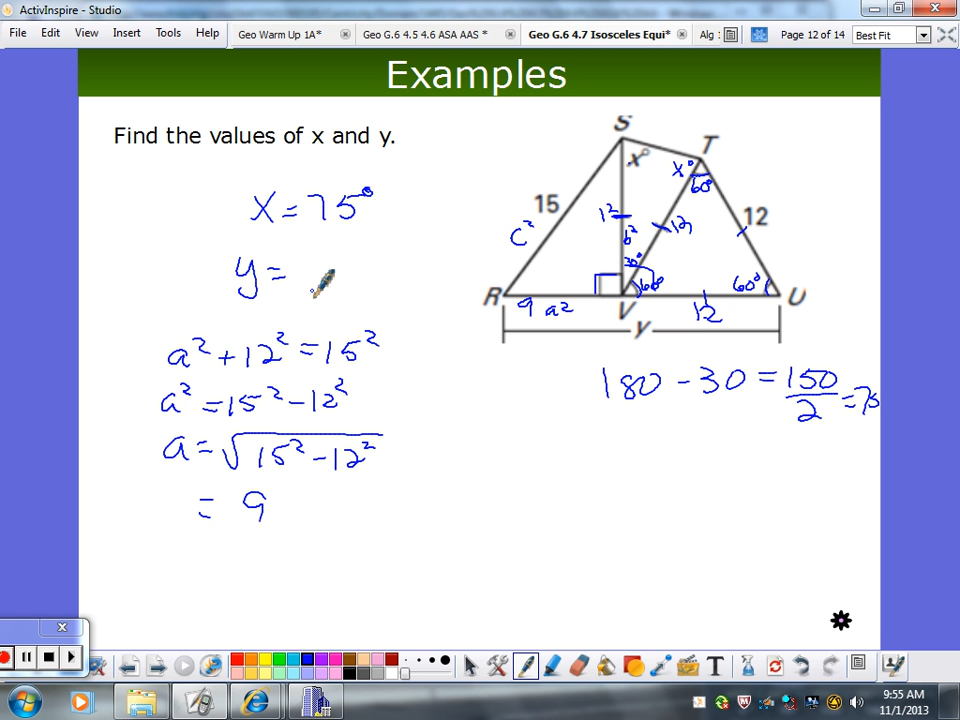 ActivInspire - Studio
File Edit View Insert Tools Help
Geo Warm Up 1A*
Geo G.6 4.5 4.6 ASA AAS *
Geo G.6 4.7 Isosceles Equi*
Alg :
Page 12 of 14
Best Fit
Examples
Find the values of x and y.
x = 75°
y =
a² + 12² = 15²
a² = 15² - 12²
a = √15² - 12²
= 9
S
T
x°
x°
60°
15
12
12
12
c²
b²
30°
60°
60°
R
9 a²
V
12
U
y
180 - 30 = 150
2
= 75
9:55 AM
11/1/2013